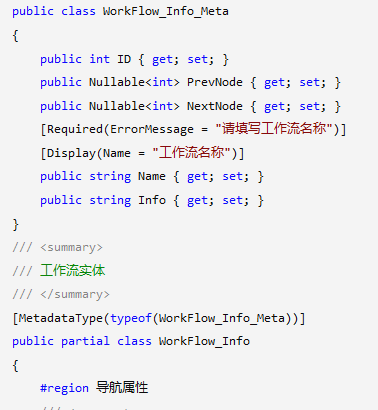 public class WorkFlow_Info_Meta
{
public int ID { get; set; }
public Nullable<int> PrevNode { get; set; }
public Nullable<int> NextNode { get; set; }
[Required(ErrorMessage = "请填写工作流名称")]
[Display(Name = "工作流名称")]
public string Name { get; set; }
public string Info { get; set; }
}
/// <summary>
/// 工作流实体
/// </summary>
[MetadataType(typeof(WorkFlow_Info_Meta))]
public partial class WorkFlow_Info
{
#region 导航属性